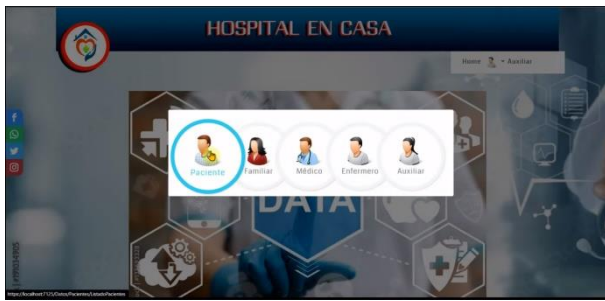 HOSPITAL EN CASA
Home Auxiliar
Paciente Familiar Médico Enfermero Auxiliar
DATA
https://localhost:7125/Datos/Pacientes/ListadoPacientes